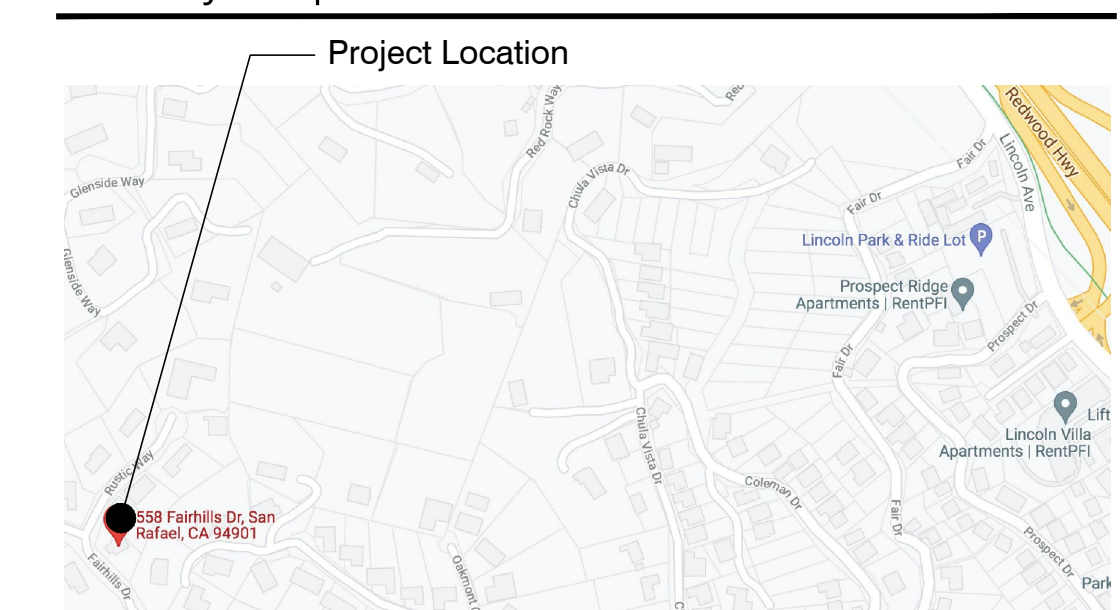 Project Location
Red Rock Way
Redwood Hwy
Lincoln Ave
Fair Dr
Chula Vista Dr
Glenside Way
Fair Dr
Lincoln Park & Ride Lot
P
Glenside Way
Prospect Ridge
Apartments | RentPFI
Prospect Dr
Fair Dr
Chula Vista Dr
Lift
Lincoln Villa
Apartments | RentPFI
Rustic Way
Coleman Dr
558 Fairhills Dr, San
Rafael, CA 94901
Fair Dr
Prospect Dr
Fairhills Dr
Oakmont
Park